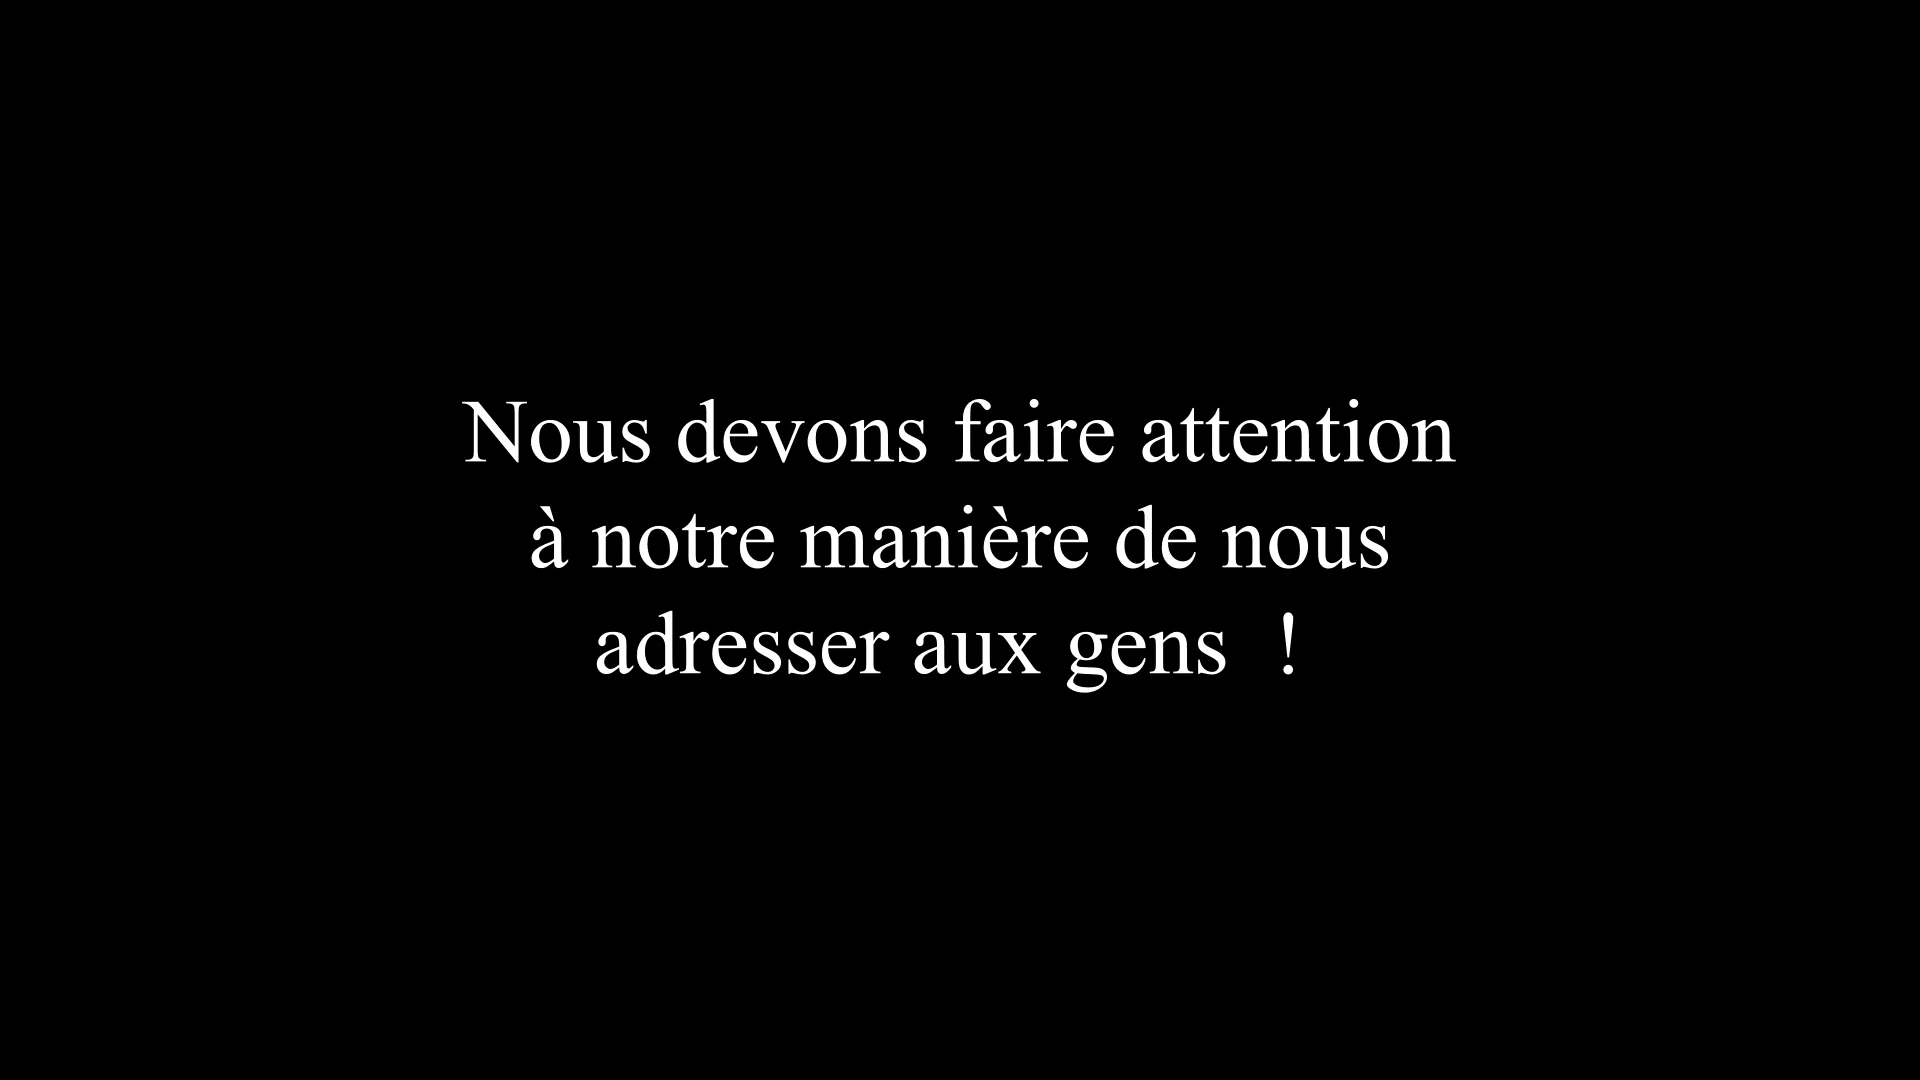 Nous devons faire attention
à notre manière de nous
adresser aux gens  !